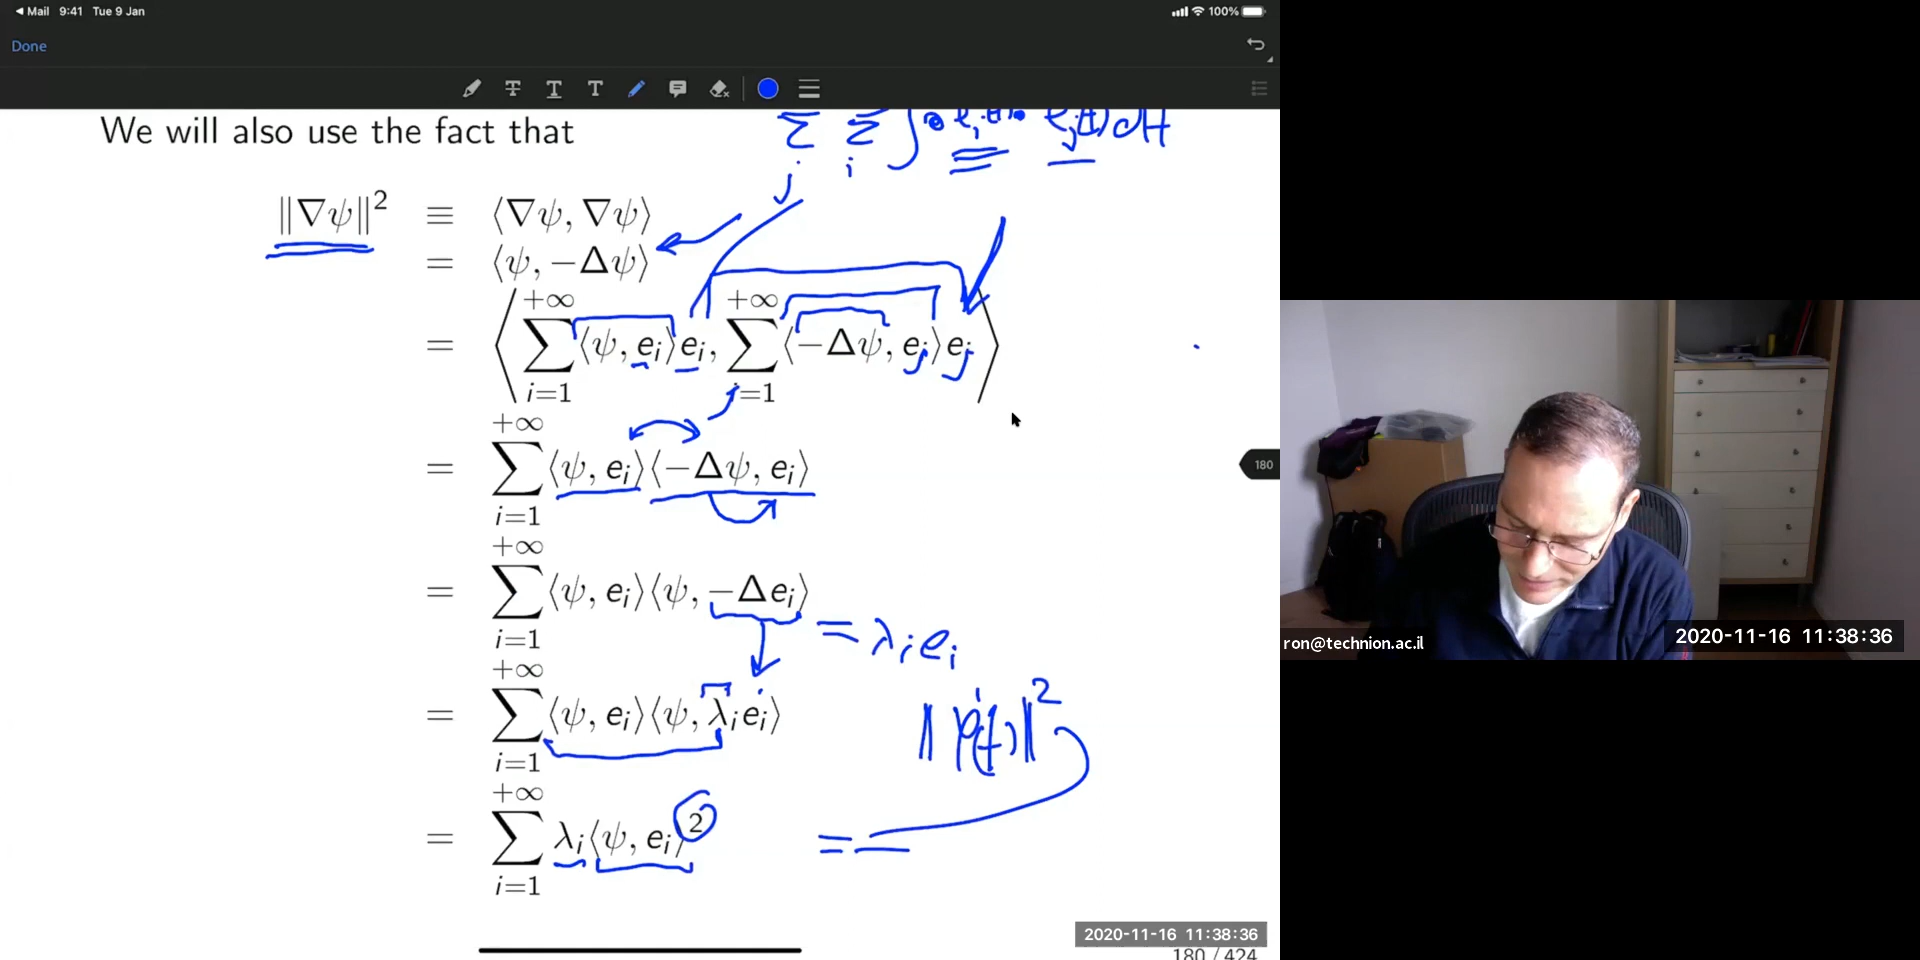 Mail 9:41 Tue 9 Jan 100%
Done
We will also use the fact that
Σ Σ ∫ e_j(t) dt
j i
‖∇ψ‖² ≡ ⟨∇ψ, ∇ψ⟩
= ⟨ψ, −Δψ⟩
= ⟨ Σ_{i=1}^{+∞} ⟨ψ, e_i⟩e_i, Σ_{i=1}^{+∞} ⟨−Δψ, e_j⟩e_j ⟩
= Σ_{i=1}^{+∞} ⟨ψ, e_i⟩⟨−Δψ, e_i⟩
180
= Σ_{i=1}^{+∞} ⟨ψ, e_i⟩⟨ψ, −Δe_i⟩
= λ_i e_i
= Σ_{i=1}^{+∞} ⟨ψ, e_i⟩⟨ψ, λ_i e_i⟩
= Σ_{i=1}^{+∞} λ_i⟨ψ, e_i⟩²
=
2020-11-16 11:38:36
180 / 424
ron@technion.ac.il
2020-11-16 11:38:36